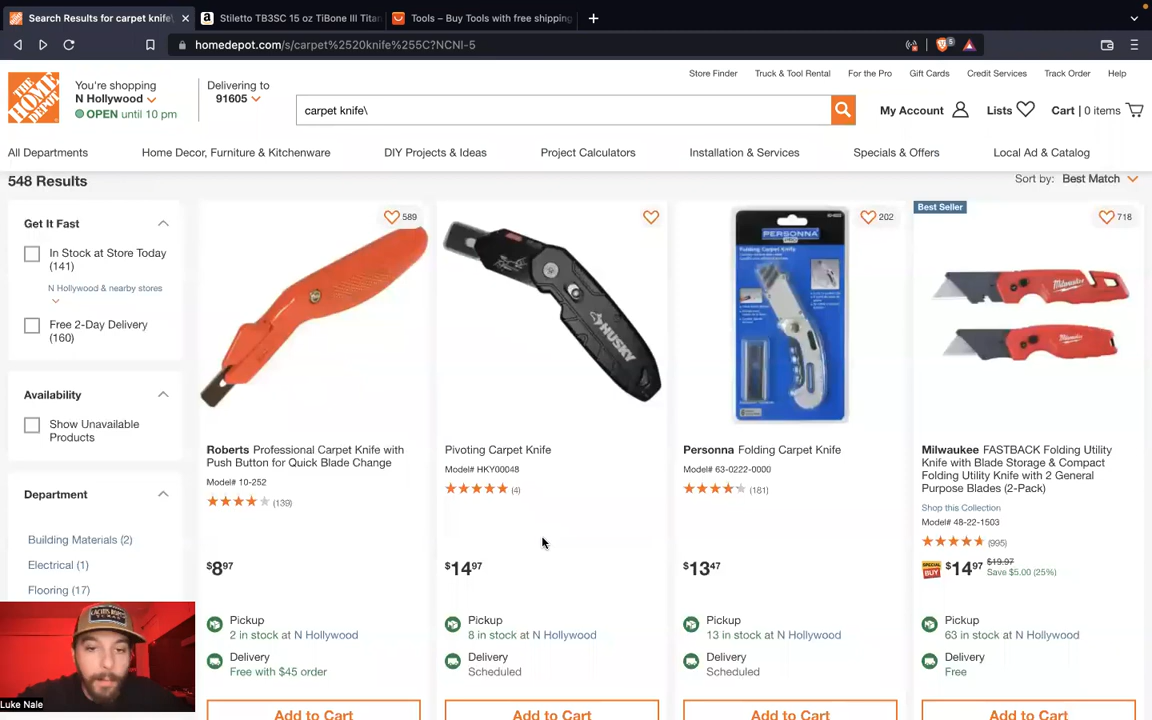 Search Results for carpet knife\
Stiletto TB3SC 15 oz TiBone III Titan
Tools – Buy Tools with free shipping
homedepot.com/s/carpet%2520knife%255C?NCNI-5
5
Store Finder
Truck & Tool Rental
For the Pro
Gift Cards
Credit Services
Track Order
Help
THE HOME DEPOT
You're shopping
N Hollywood
OPEN until 10 pm
Delivering to
91605
carpet knife\
My Account
Lists
Cart | 0 items
All Departments
Home Decor, Furniture & Kitchenware
DIY Projects & Ideas
Project Calculators
Installation & Services
Specials & Offers
Local Ad & Catalog
548 Results
Sort by: Best Match
Get It Fast
In Stock at Store Today
(141)
N Hollywood & nearby stores
Free 2-Day Delivery
(160)
Availability
Show Unavailable
Products
Department
Building Materials (2)
Electrical (1)
Flooring (17)
Luke Nale
589
Roberts Professional Carpet Knife with
Push Button for Quick Blade Change
Model# 10-252
(139)
$8.97
Pickup
2 in stock at N Hollywood
Delivery
Free with $45 order
Add to Cart
HUSKY
Pivoting Carpet Knife
Model# HKY00048
(4)
$14.97
Pickup
8 in stock at N Hollywood
Delivery
Scheduled
Add to Cart
202
PERSONNA
Folding Carpet Knife
Personna Folding Carpet Knife
Model# 63-0222-0000
(181)
$13.47
Pickup
13 in stock at N Hollywood
Delivery
Scheduled
Add to Cart
Best Seller
718
Milwaukee
Milwaukee
Milwaukee FASTBACK Folding Utility
Knife with Blade Storage & Compact
Folding Utility Knife with 2 General
Purpose Blades (2-Pack)
Shop this Collection
Model# 48-22-1503
(995)
SPECIAL BUY
$14.97
$19.97
Save $5.00 (25%)
Pickup
63 in stock at N Hollywood
Delivery
Free
Add to Cart